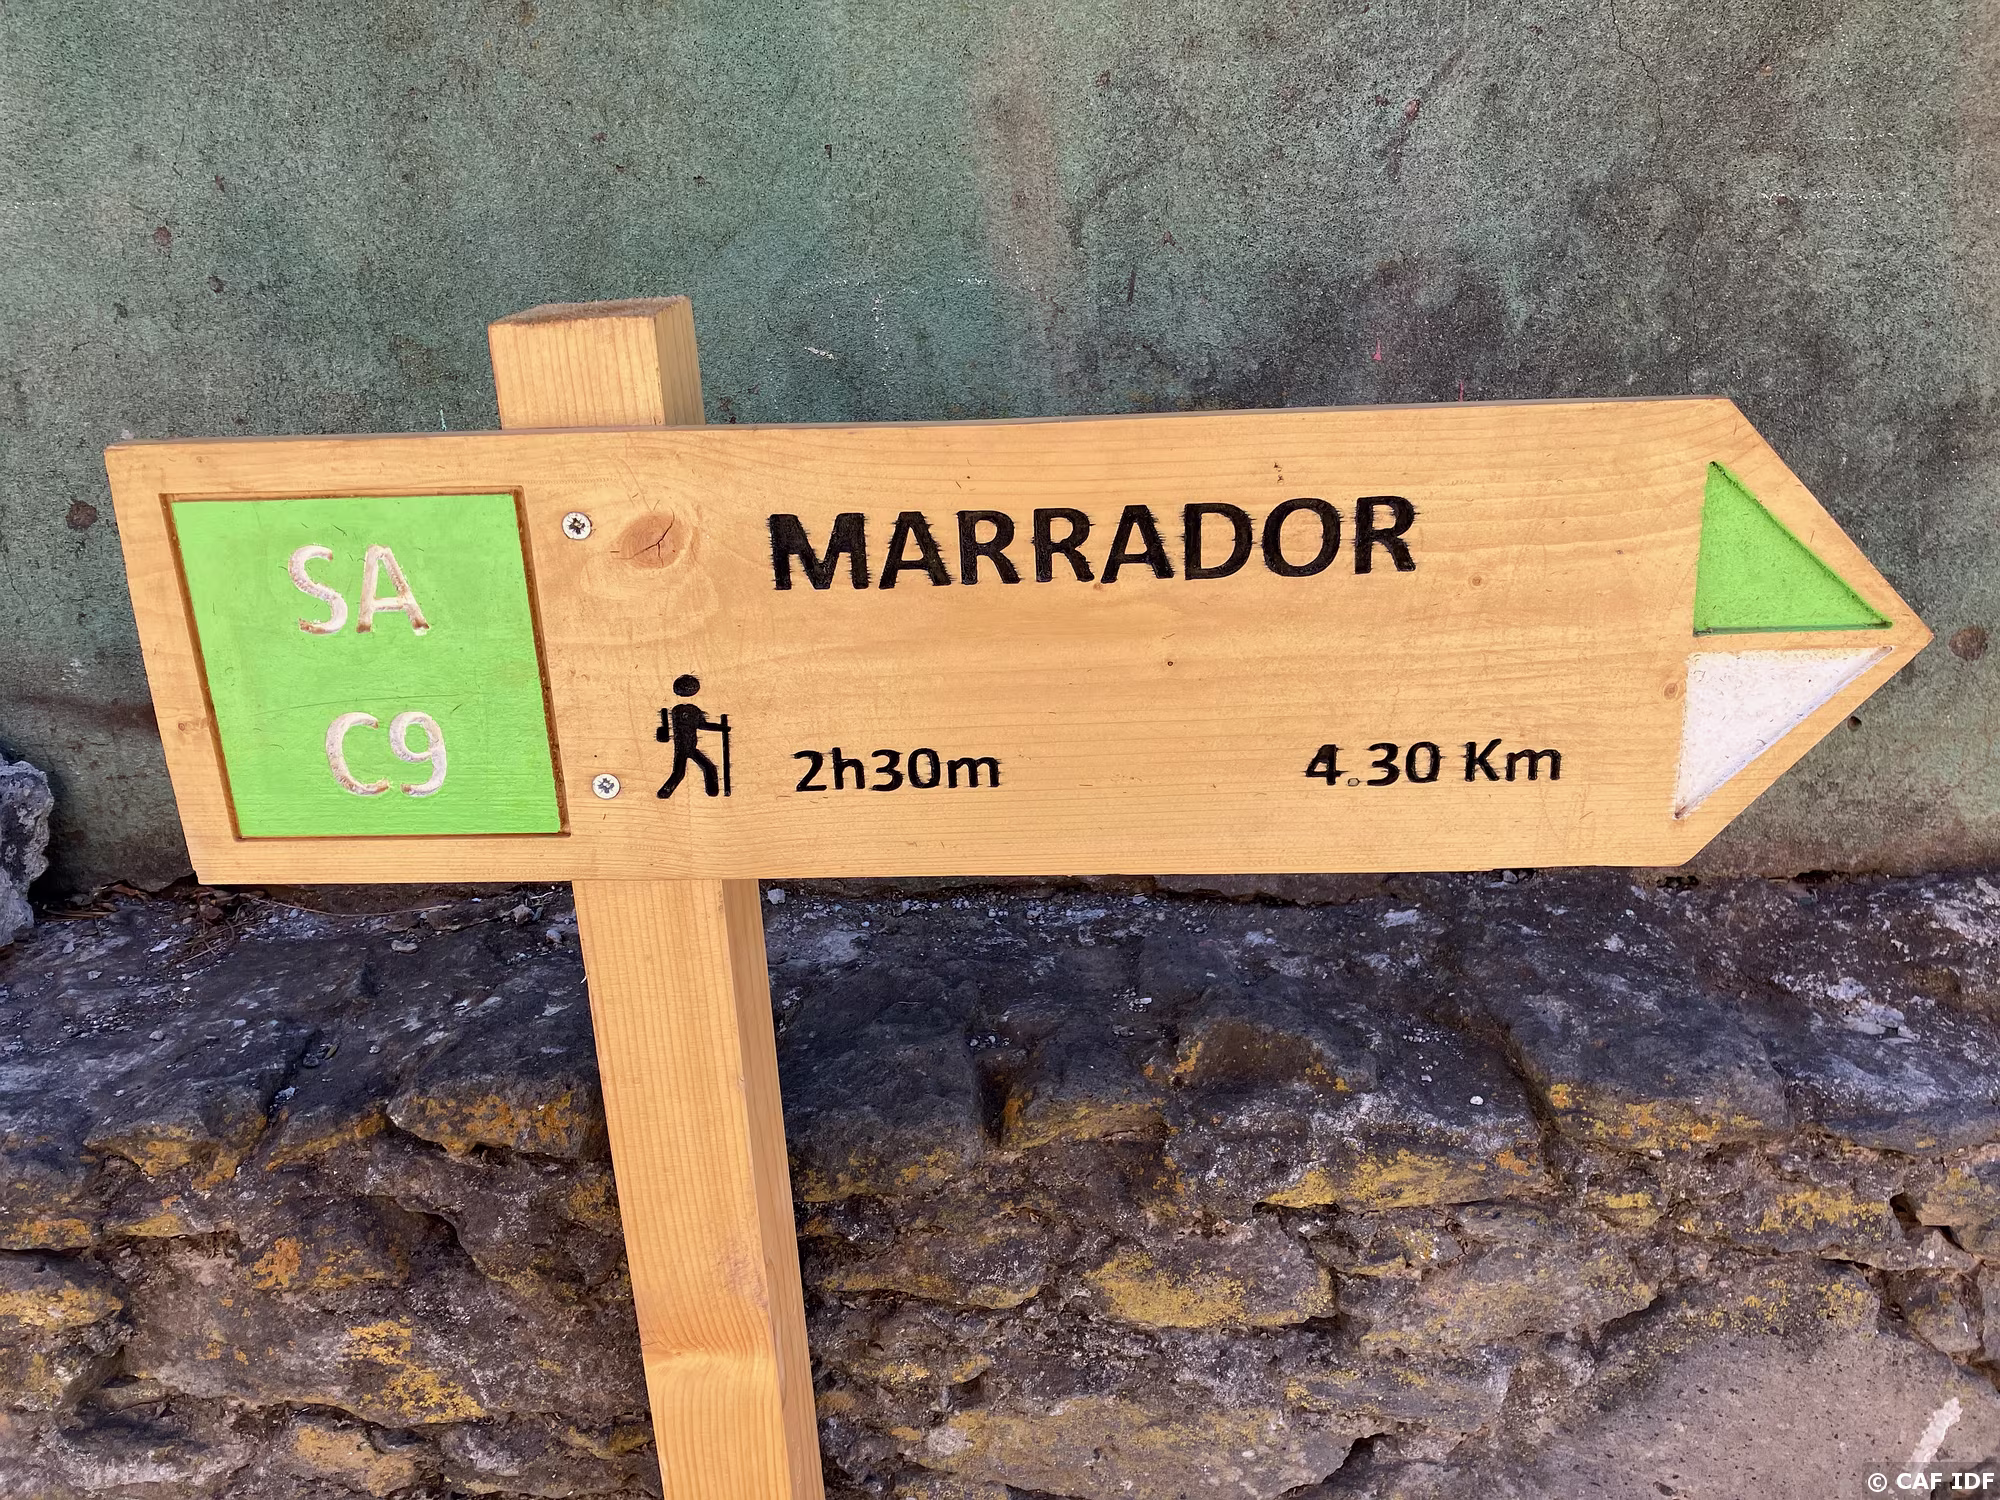 SA
C9
MARRADOR
2h30m
4.30 Km
© CAF IDF